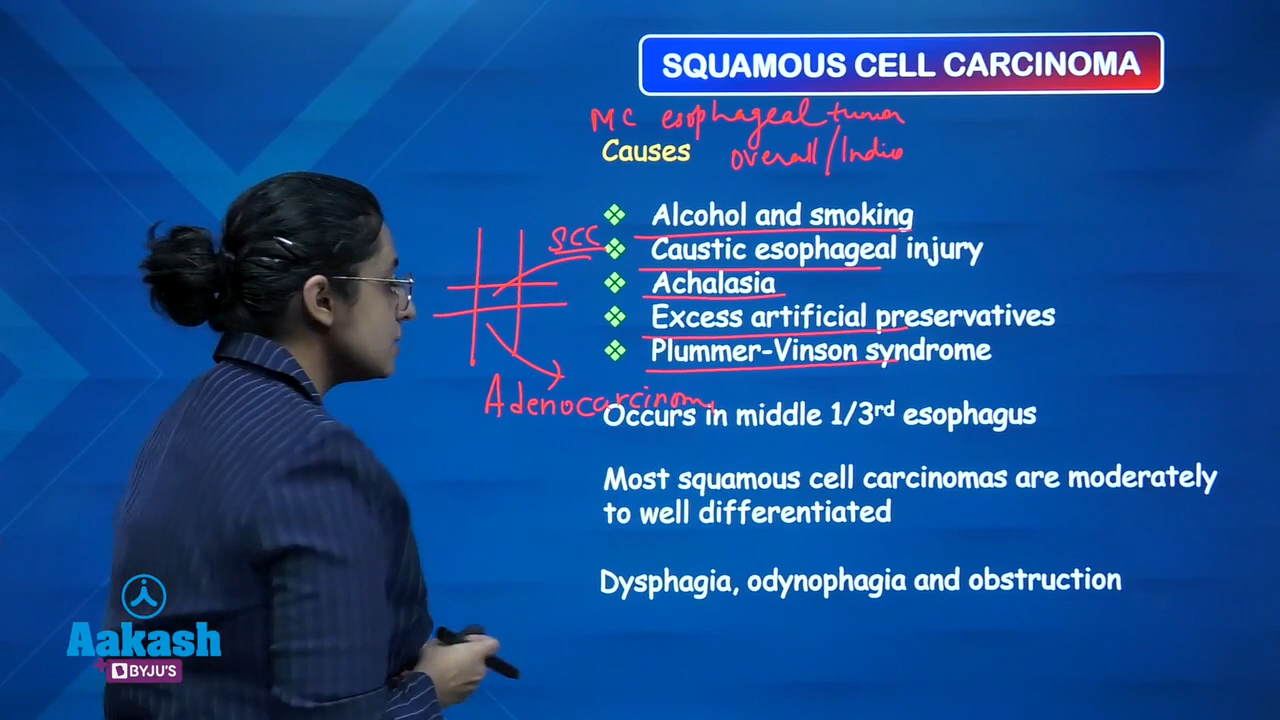 SQUAMOUS CELL CARCINOMA
MC esophageal tumor
Causes overall/India
❖ Alcohol and smoking
SCC
❖ Caustic esophageal injury
❖ Achalasia
❖ Excess artificial preservatives
❖ Plummer-Vinson syndrome
Adenocarcinoma
Occurs in middle 1/3rd esophagus
Most squamous cell carcinomas are moderately
to well differentiated
Dysphagia, odynophagia and obstruction
Aakash
+ BYJU'S